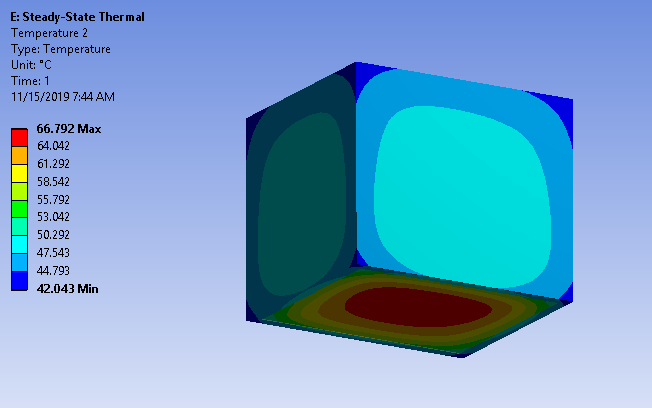 E: Steady-State Thermal
Temperature 2
Type: Temperature
Unit: °C
Time: 1
11/15/2019 7:44 AM
66.792 Max
64.042
61.292
58.542
55.792
53.042
50.292
47.543
44.793
42.043 Min